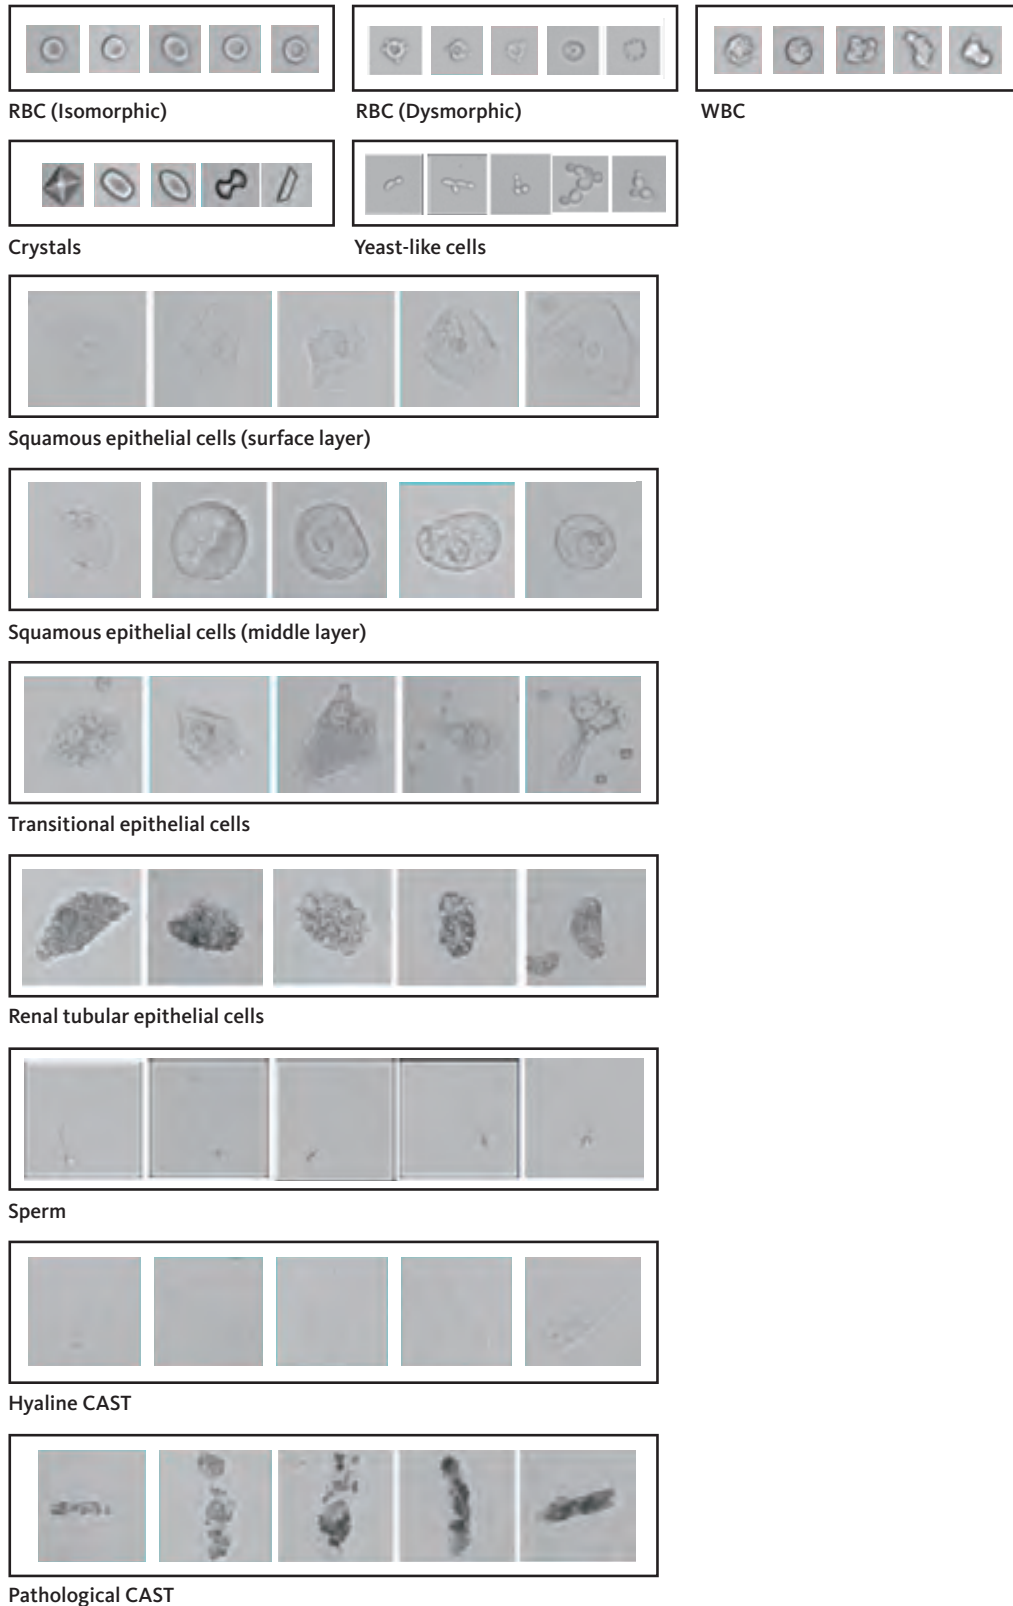 RBC (Isomorphic)
RBC (Dysmorphic)
WBC
Crystals
Yeast-like cells
Squamous epithelial cells (surface layer)
Squamous epithelial cells (middle layer)
Transitional epithelial cells
Renal tubular epithelial cells
Sperm
Hyaline CAST
Pathological CAST